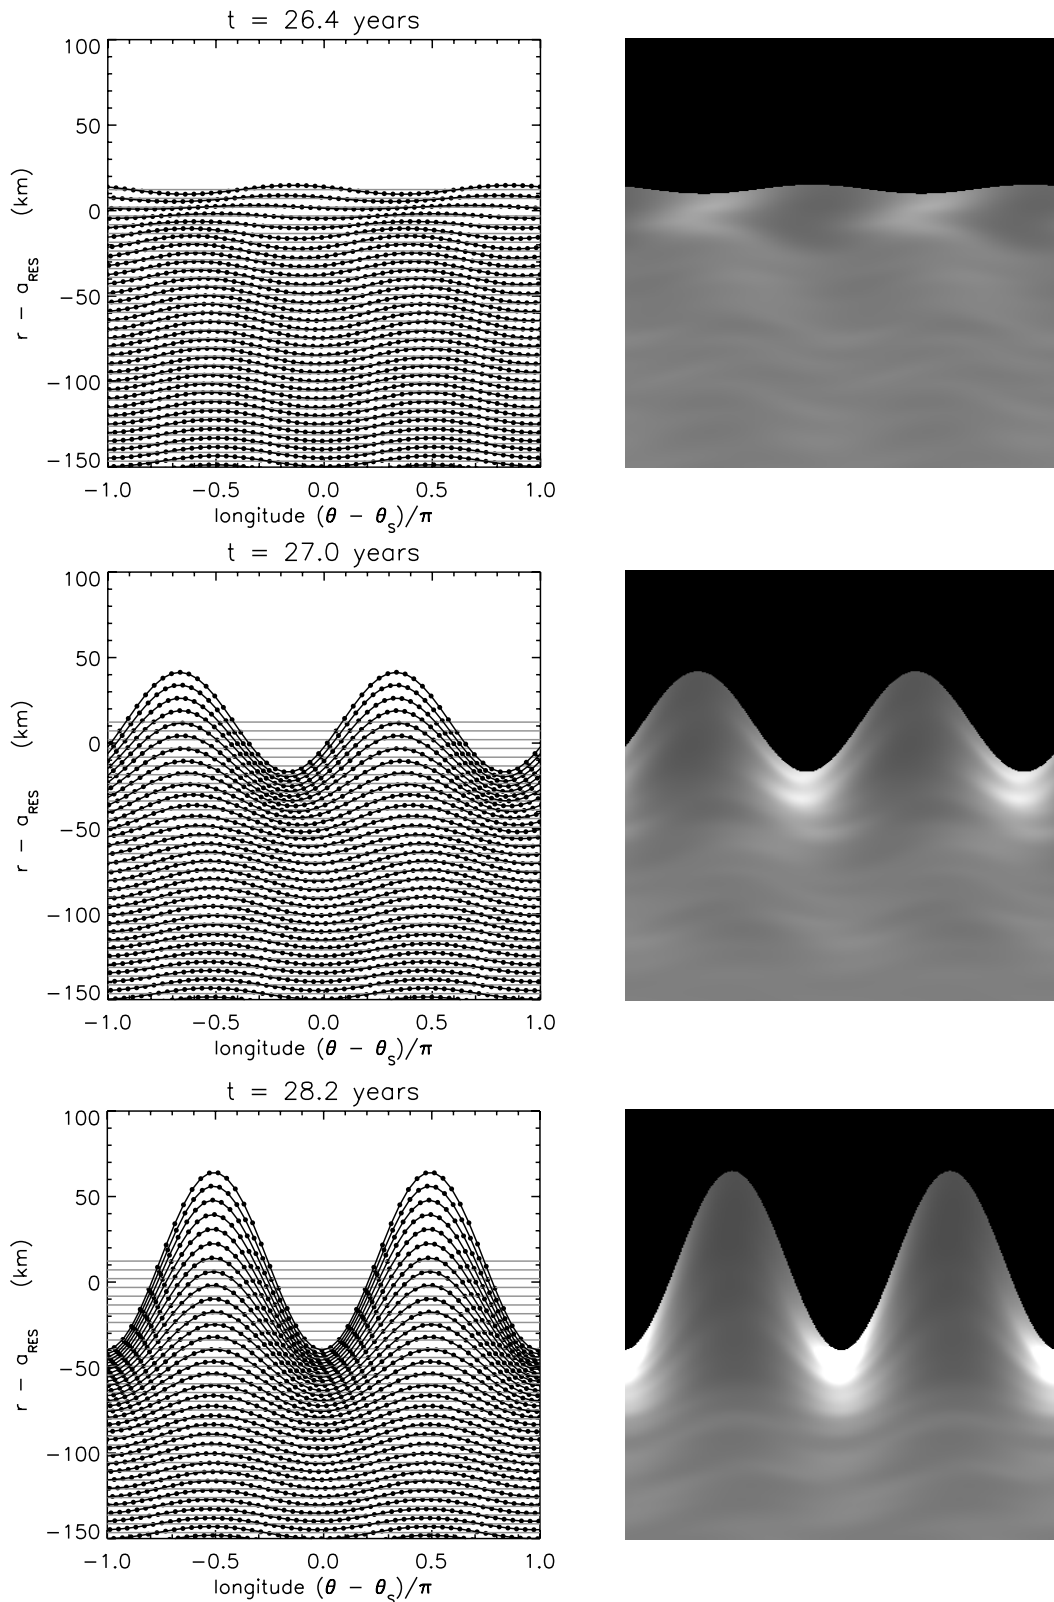 t = 26.4 years
100
50
0
−50
−100
−150
r − a_RES (km)
−1.0 −0.5 0.0 0.5 1.0
longitude (θ − θ_S)/π
t = 27.0 years
100
50
0
−50
−100
−150
r − a_RES (km)
−1.0 −0.5 0.0 0.5 1.0
longitude (θ − θ_S)/π
t = 28.2 years
100
50
0
−50
−100
−150
r − a_RES (km)
−1.0 −0.5 0.0 0.5 1.0
longitude (θ − θ_S)/π